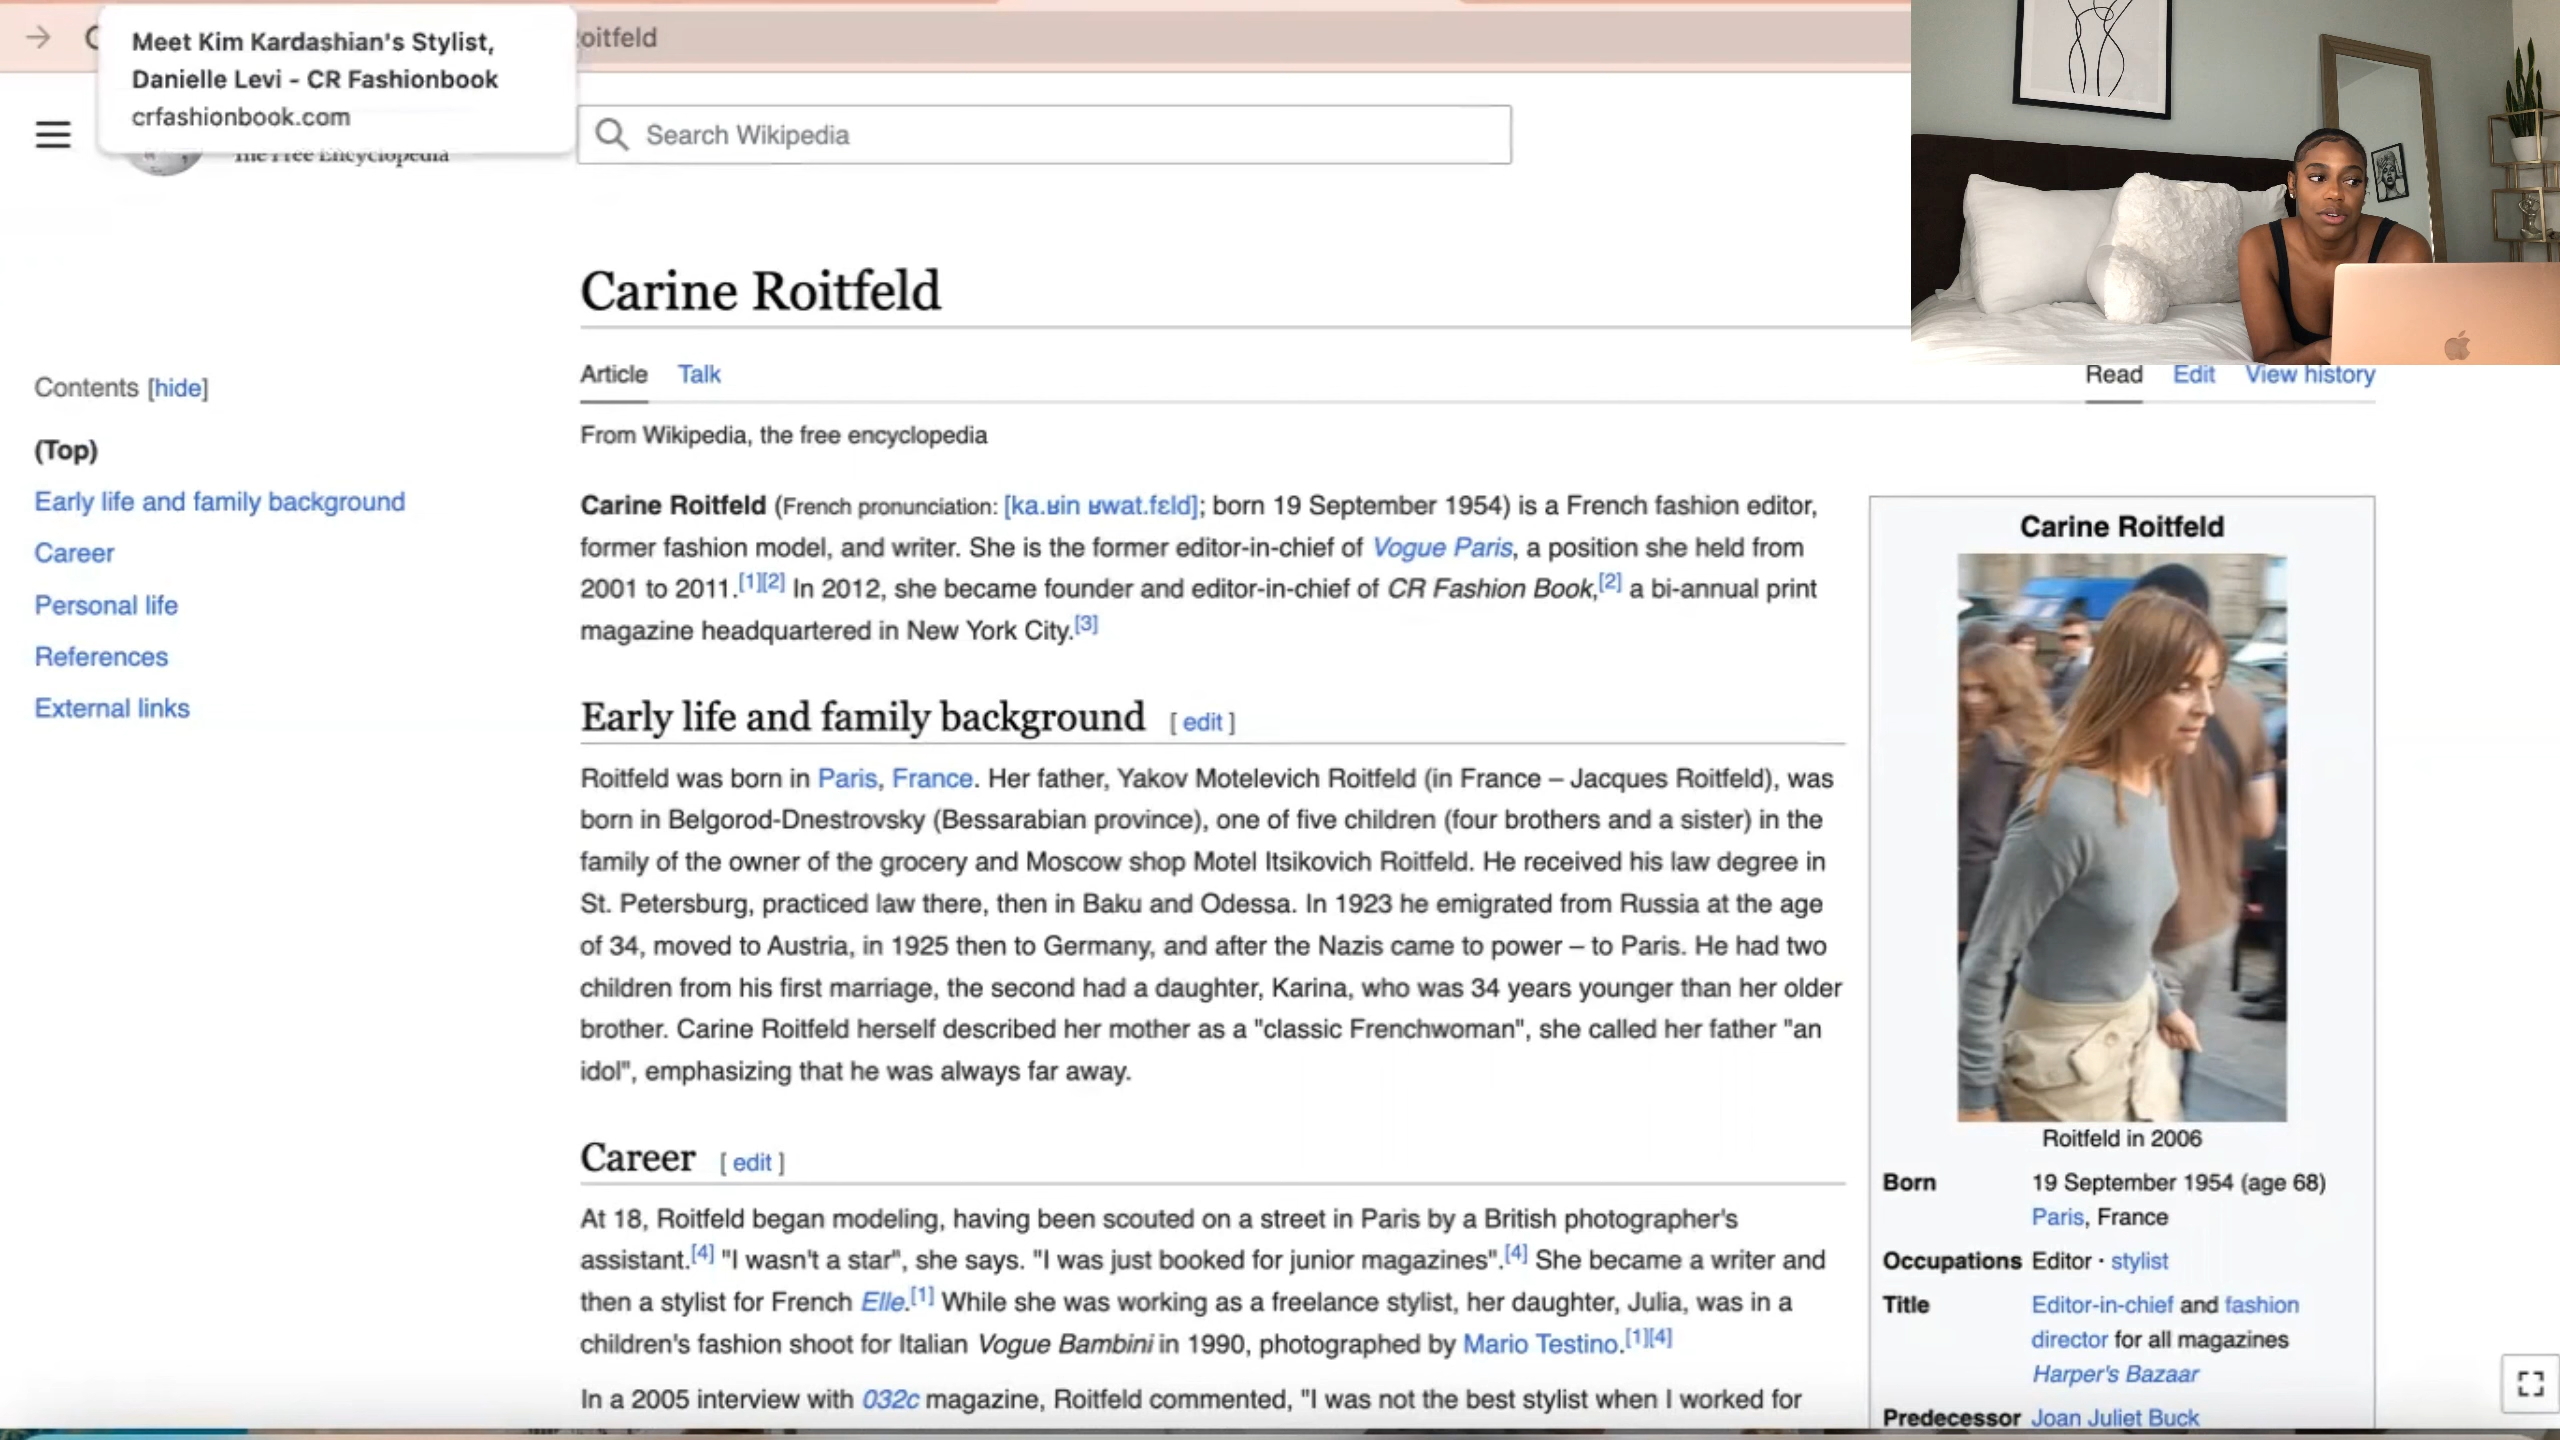 Meet Kim Kardashian's Stylist,
Danielle Levi - CR Fashionbook
crfashionbook.com
oitfeld
The Free Encyclopedia
Search Wikipedia
Carine Roitfeld
Article Talk
Read Edit View history
Contents [hide]
(Top)
Early life and family background
Career
Personal life
References
External links
From Wikipedia, the free encyclopedia
Carine Roitfeld (French pronunciation: [ka.ʁin ʁwat.fɛld]; born 19 September 1954) is a French fashion editor,
former fashion model, and writer. She is the former editor-in-chief of Vogue Paris, a position she held from
2001 to 2011.[1][2] In 2012, she became founder and editor-in-chief of CR Fashion Book,[2] a bi-annual print
magazine headquartered in New York City.[3]
Early life and family background [ edit ]
Roitfeld was born in Paris, France. Her father, Yakov Motelevich Roitfeld (in France – Jacques Roitfeld), was
born in Belgorod-Dnestrovsky (Bessarabian province), one of five children (four brothers and a sister) in the
family of the owner of the grocery and Moscow shop Motel Itsikovich Roitfeld. He received his law degree in
St. Petersburg, practiced law there, then in Baku and Odessa. In 1923 he emigrated from Russia at the age
of 34, moved to Austria, in 1925 then to Germany, and after the Nazis came to power – to Paris. He had two
children from his first marriage, the second had a daughter, Karina, who was 34 years younger than her older
brother. Carine Roitfeld herself described her mother as a "classic Frenchwoman", she called her father "an
idol", emphasizing that he was always far away.
Career [ edit ]
At 18, Roitfeld began modeling, having been scouted on a street in Paris by a British photographer's
assistant.[4] "I wasn't a star", she says. "I was just booked for junior magazines".[4] She became a writer and
then a stylist for French Elle.[1] While she was working as a freelance stylist, her daughter, Julia, was in a
children's fashion shoot for Italian Vogue Bambini in 1990, photographed by Mario Testino.[1][4]
In a 2005 interview with 032c magazine, Roitfeld commented, "I was not the best stylist when I worked for
Carine Roitfeld
Roitfeld in 2006
Born 19 September 1954 (age 68)
Paris, France
Occupations Editor · stylist
Title Editor-in-chief and fashion
director for all magazines
Harper's Bazaar
Predecessor Joan Juliet Buck